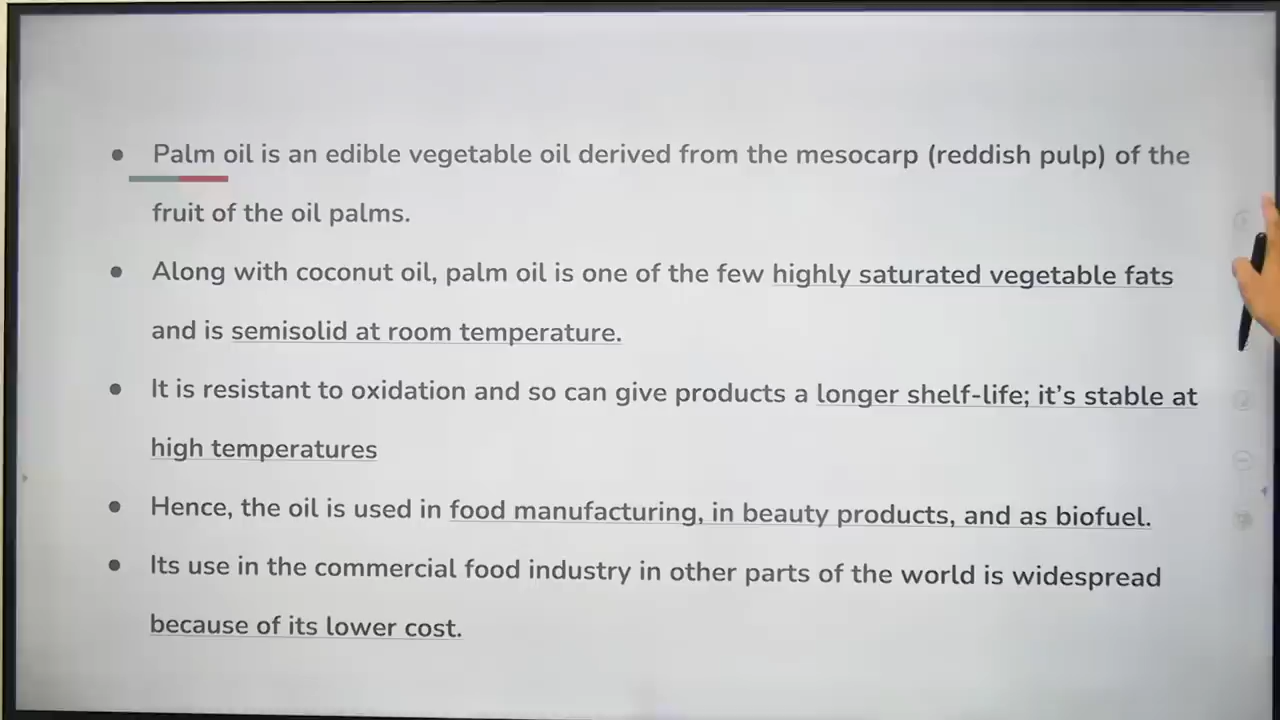 • Palm oil is an edible vegetable oil derived from the mesocarp (reddish pulp) of the
fruit of the oil palms.
• Along with coconut oil, palm oil is one of the few highly saturated vegetable fats
and is semisolid at room temperature.
• It is resistant to oxidation and so can give products a longer shelf-life; it's stable at
high temperatures
• Hence, the oil is used in food manufacturing, in beauty products, and as biofuel.
• Its use in the commercial food industry in other parts of the world is widespread
because of its lower cost.